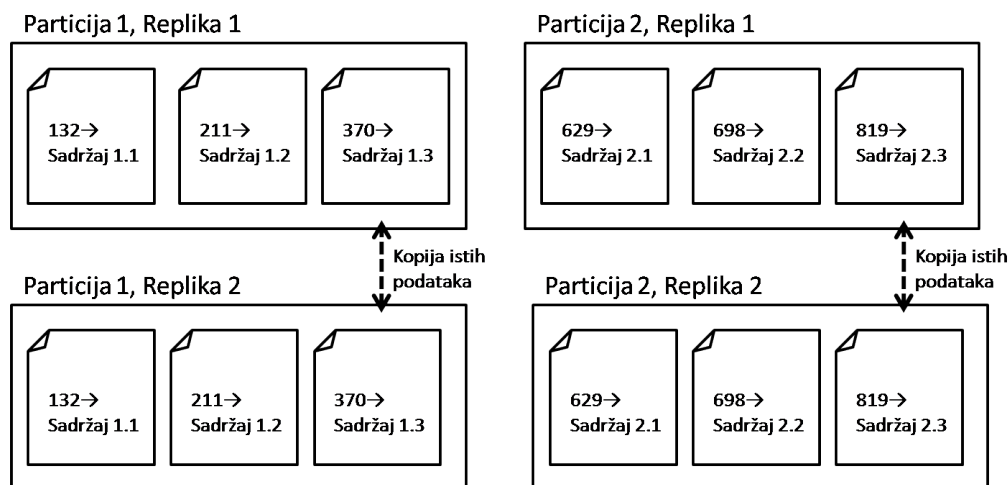 Particija 1, Replika 1
132→
Sadržaj 1.1
211→
Sadržaj 1.2
370→
Sadržaj 1.3
Particija 2, Replika 1
629→
Sadržaj 2.1
698→
Sadržaj 2.2
819→
Sadržaj 2.3
Kopija istih
podataka
Kopija istih
podataka
Particija 1, Replika 2
132→
Sadržaj 1.1
211→
Sadržaj 1.2
370→
Sadržaj 1.3
Particija 2, Replika 2
629→
Sadržaj 2.1
698→
Sadržaj 2.2
819→
Sadržaj 2.3